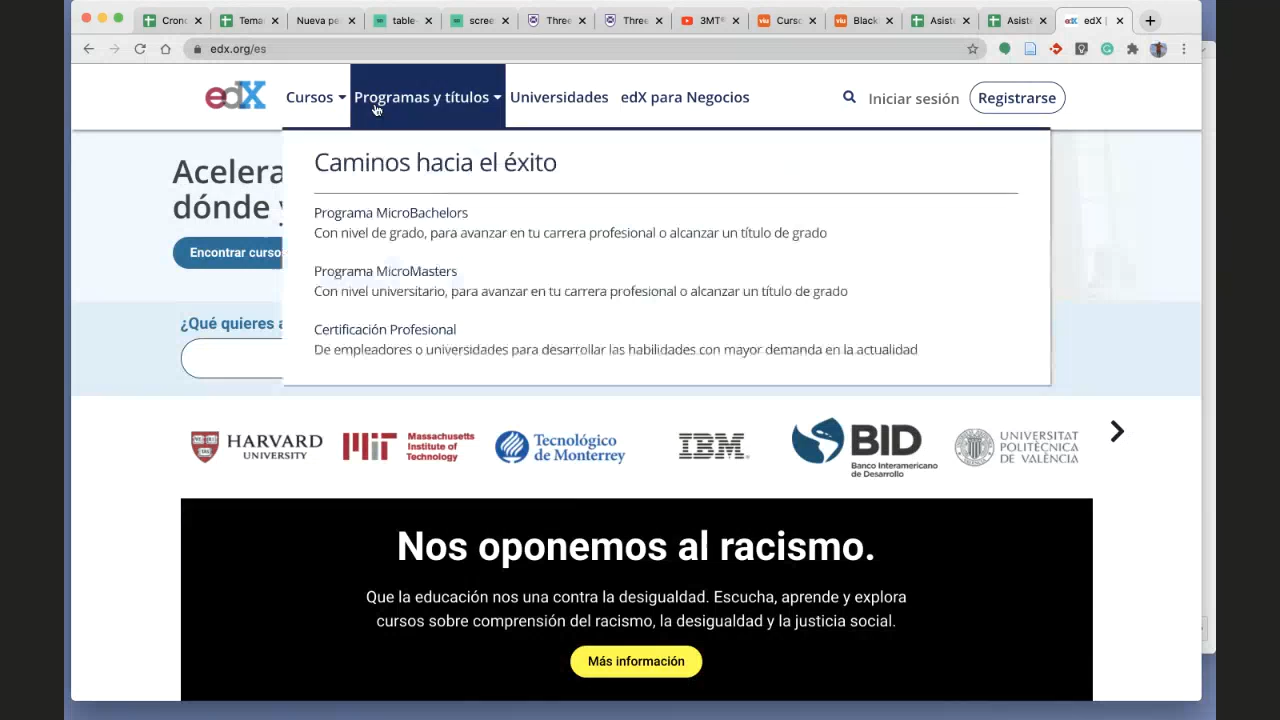 Cronc
Tema
Nueva pe
table-
scree
Three
Three
3MT®
viu Curso
viu Black
Asist
Asist
edX |
edx.org/es
edX
Cursos
Programas y títulos
Universidades
edX para Negocios
Iniciar sesión
Registrarse
Acelera
dónde y
Encontrar curso
¿Qué quieres a
Caminos hacia el éxito
Programa MicroBachelors
Con nivel de grado, para avanzar en tu carrera profesional o alcanzar un título de grado
Programa MicroMasters
Con nivel universitario, para avanzar en tu carrera profesional o alcanzar un título de grado
Certificación Profesional
De empleadores o universidades para desarrollar las habilidades con mayor demanda en la actualidad
HARVARD
UNIVERSITY
MIT
Massachusetts
Institute of
Technology
Tecnológico
de Monterrey
IBM
BID
Banco Interamericano
de Desarrollo
UNIVERSITAT
POLITÈCNICA
DE VALÈNCIA
Nos oponemos al racismo.
Que la educación nos una contra la desigualdad. Escucha, aprende y explora
cursos sobre comprensión del racismo, la desigualdad y la justicia social.
Más información